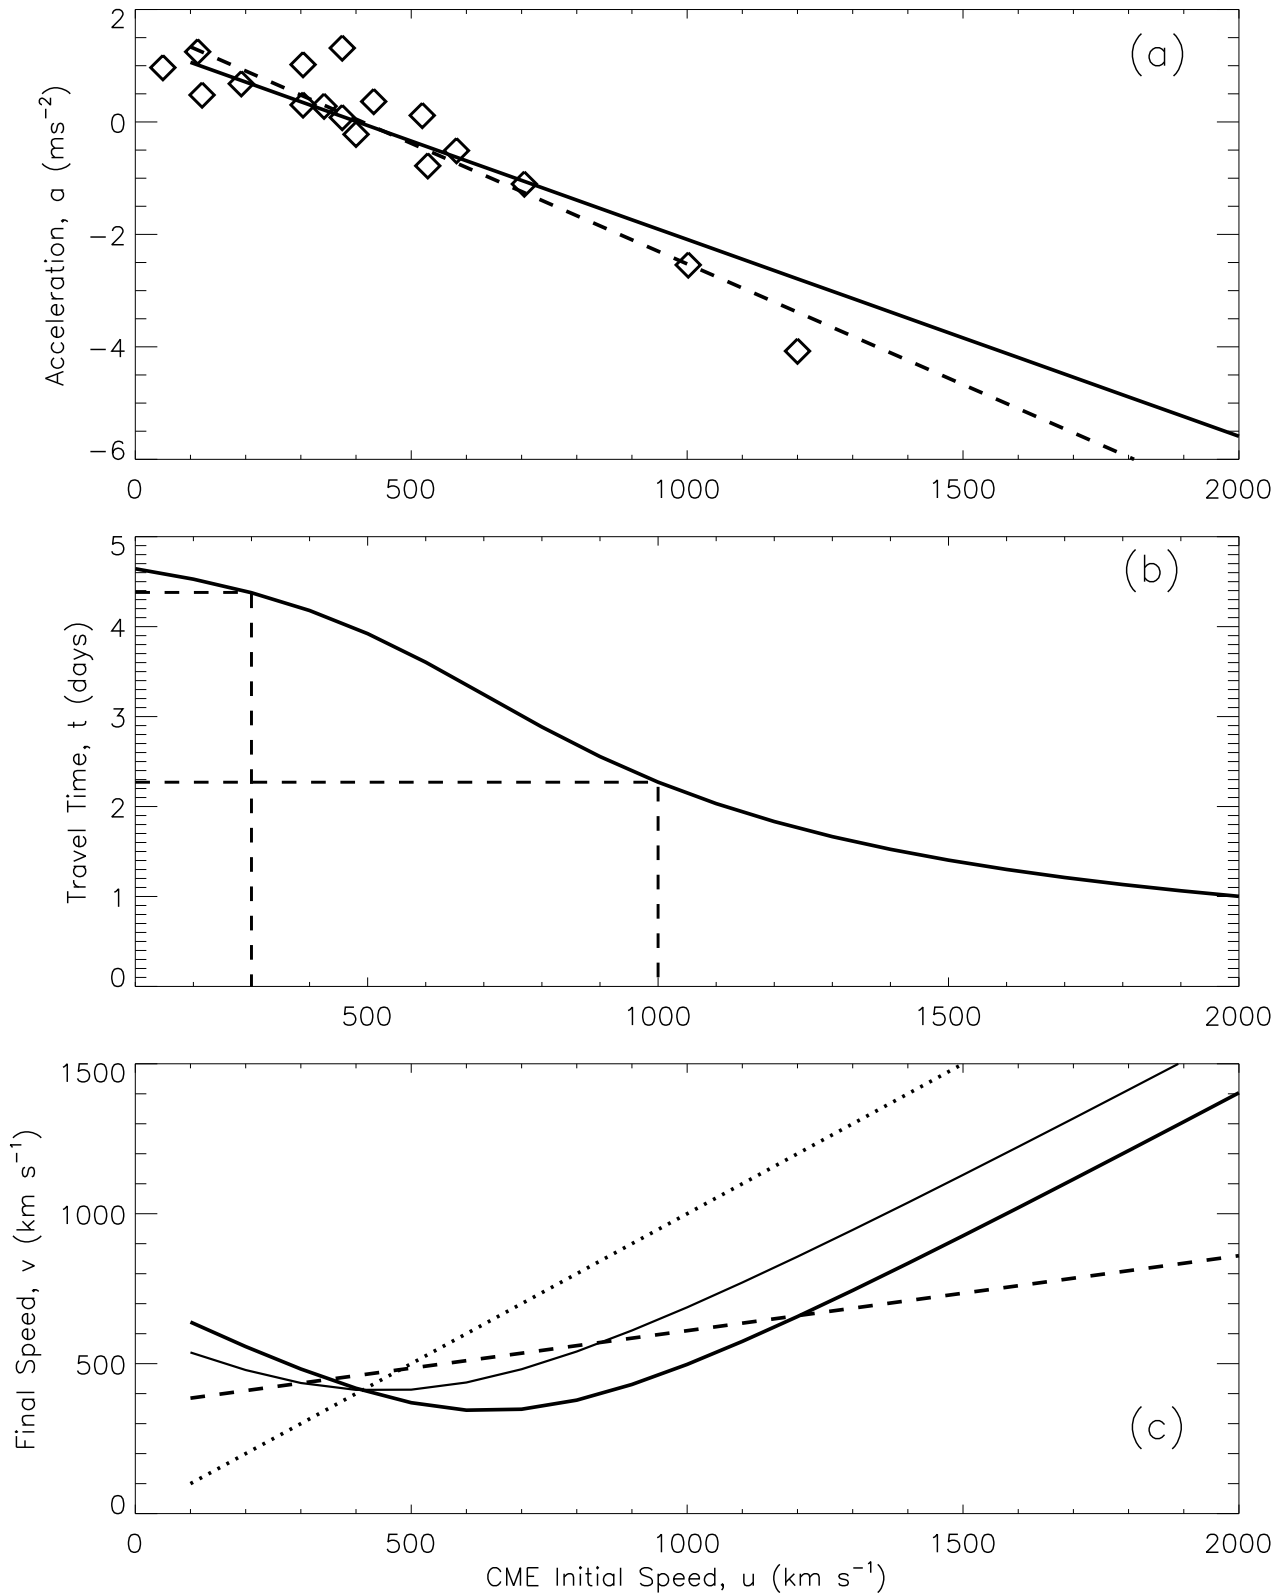 (a)
Acceleration, a (ms⁻²)
2
0
−2
−4
−6
0 500 1000 1500 2000
(b)
Travel Time, t (days)
5
4
3
2
1
0
500 1000 1500 2000
(c)
Final Speed, v (km s⁻¹)
1500
1000
500
0
0 500 1000 1500 2000
CME Initial Speed, u (km s⁻¹)